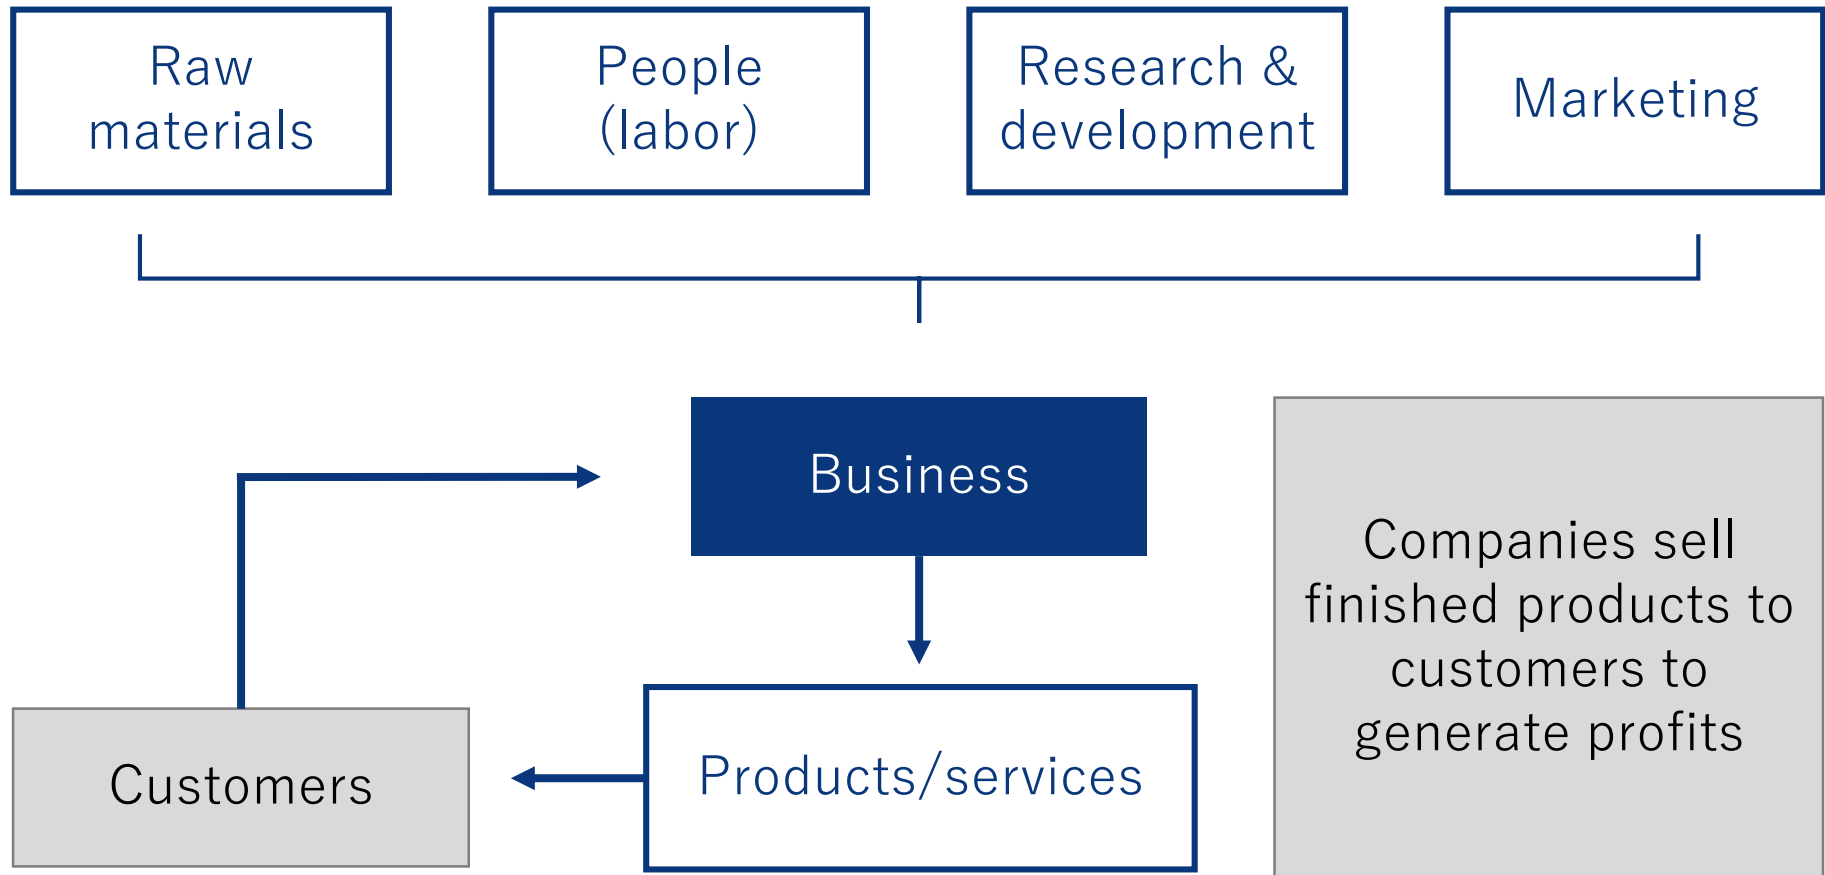 Raw
materials
People
(labor)
Research &
development
Marketing
Business
Companies sell
finished products to
customers to
generate profits
Customers
Products/services